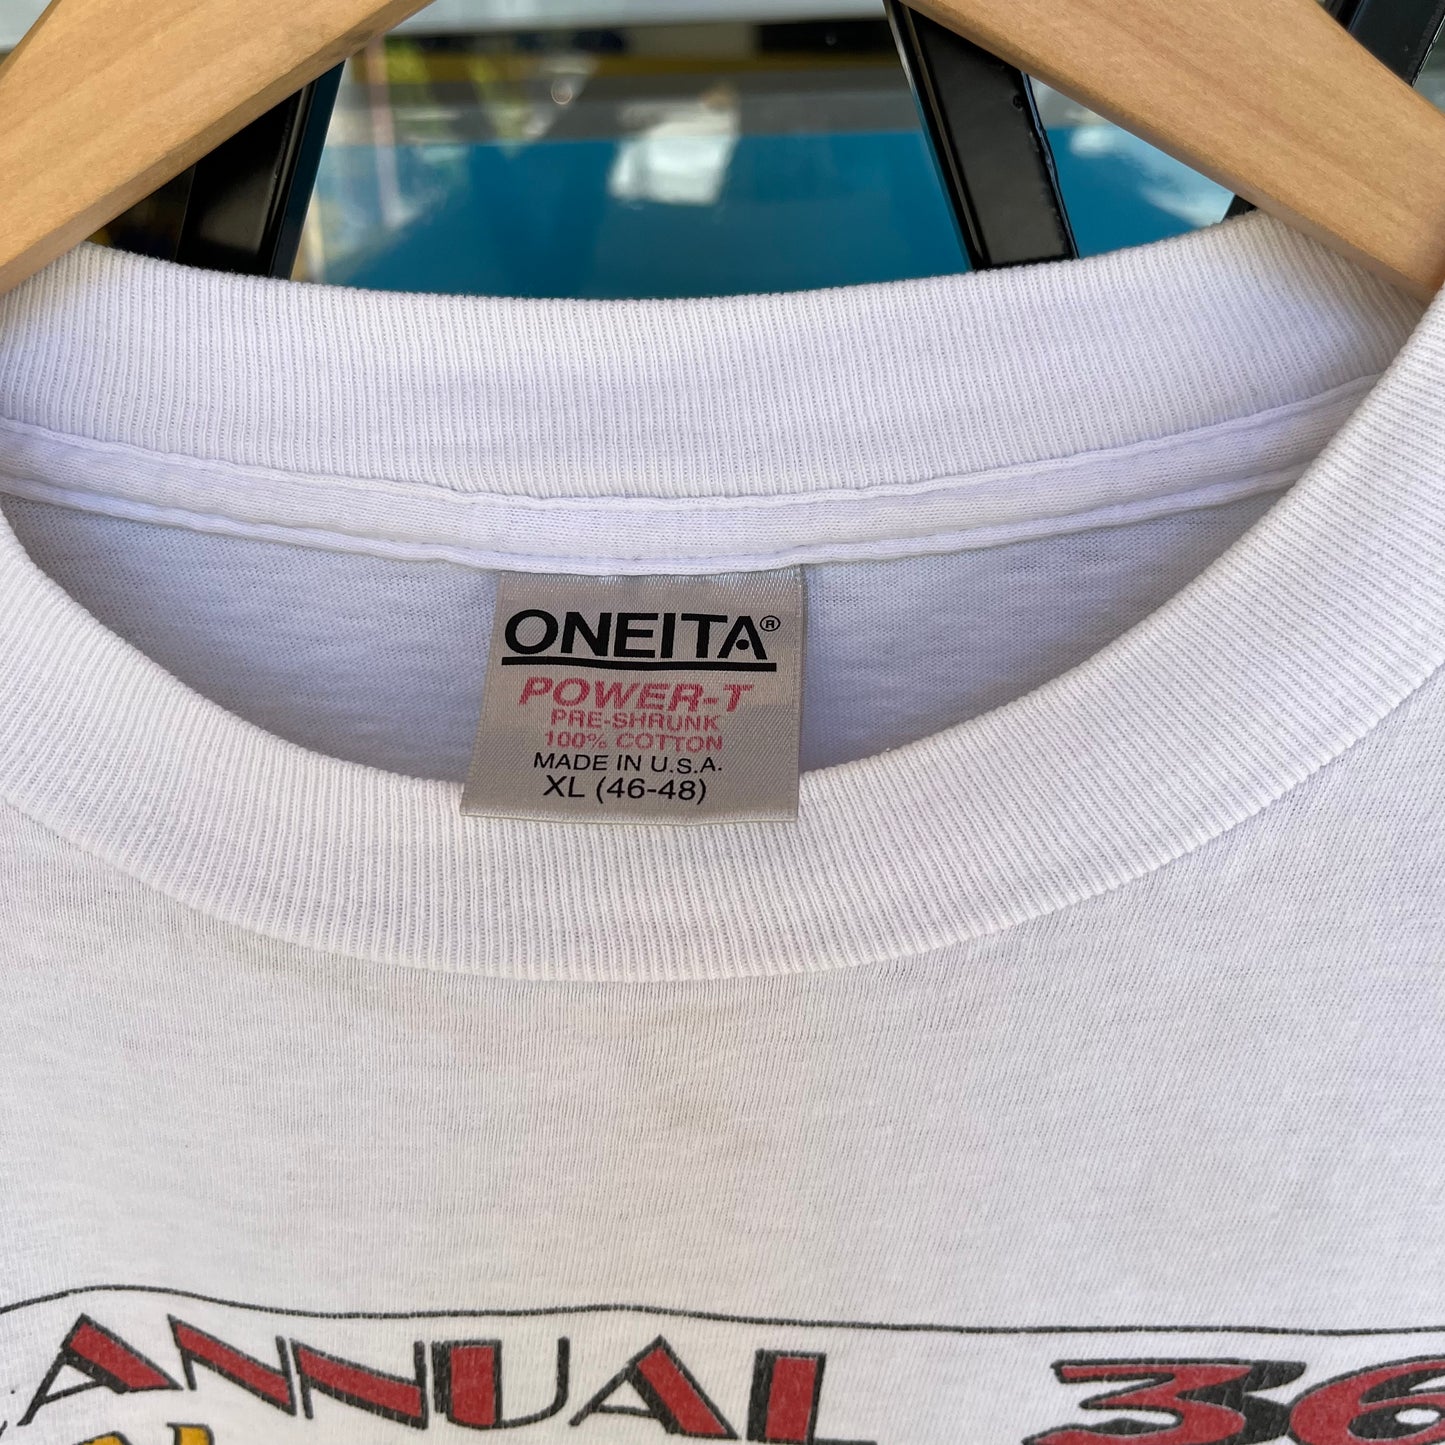 ONEITA®
POWER-T
PRE-SHRUNK
100% COTTON
MADE IN U.S.A.
XL (46-48)
ANNUAL 36